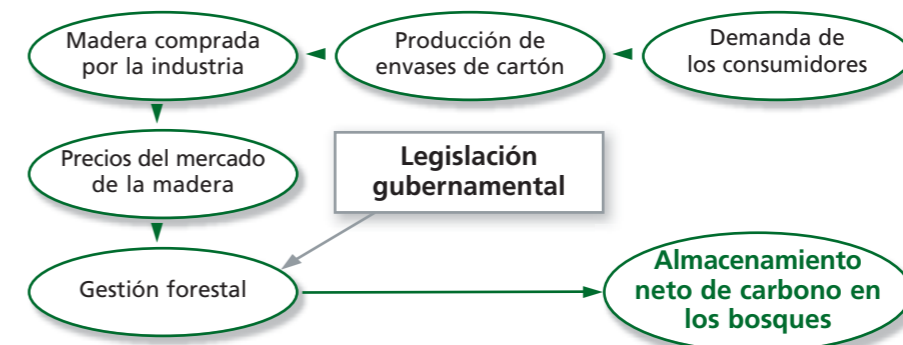 Madera comprada
por la industria
Producción de
envases de cartón
Demanda de
los consumidores
Precios del mercado
de la madera
Legislación
gubernamental
Gestión forestal
Almacenamiento
neto de carbono en
los bosques